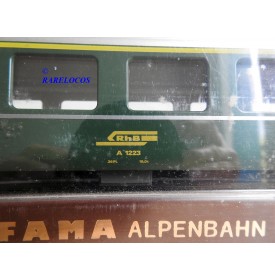 © RARELOCOS
RhB
A 1223
FAMA ALPENBAHN